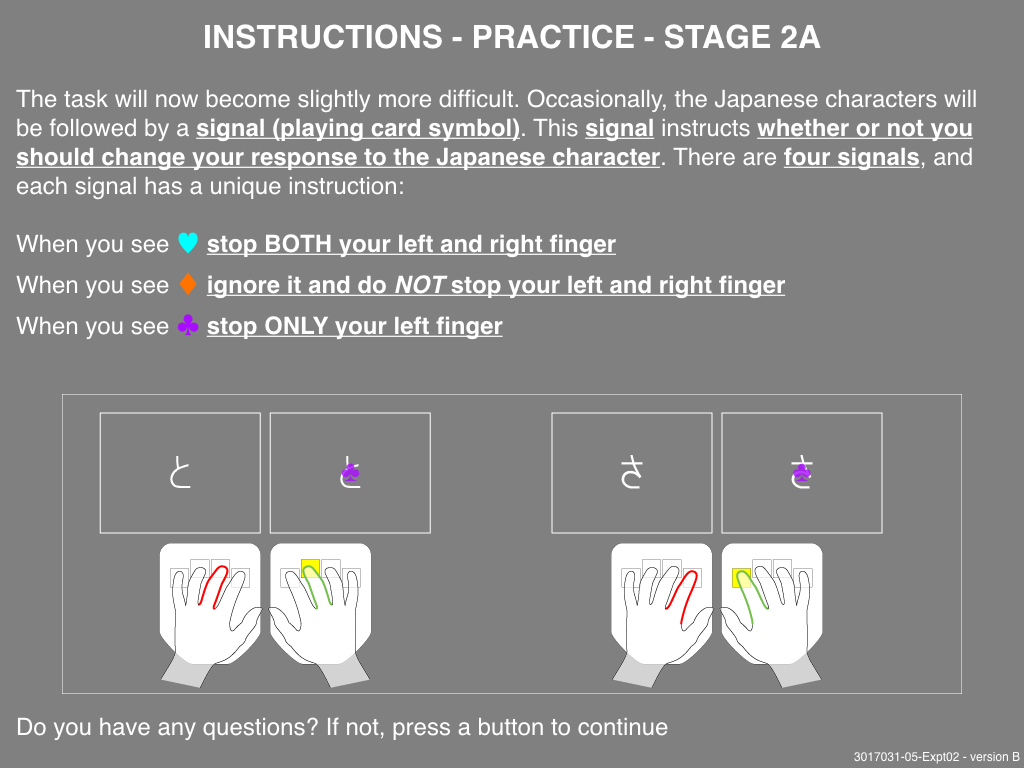 INSTRUCTIONS - PRACTICE - STAGE 2A
The task will now become slightly more difficult. Occasionally, the Japanese characters will
be followed by a signal (playing card symbol). This signal instructs whether or not you
should change your response to the Japanese character. There are four signals, and
each signal has a unique instruction:
When you see ♥ stop BOTH your left and right finger
When you see ♦ ignore it and do NOT stop your left and right finger
When you see ♣ stop ONLY your left finger
と と♣ さ さ♣
Do you have any questions? If not, press a button to continue
3017031-05-Expt02 - version B